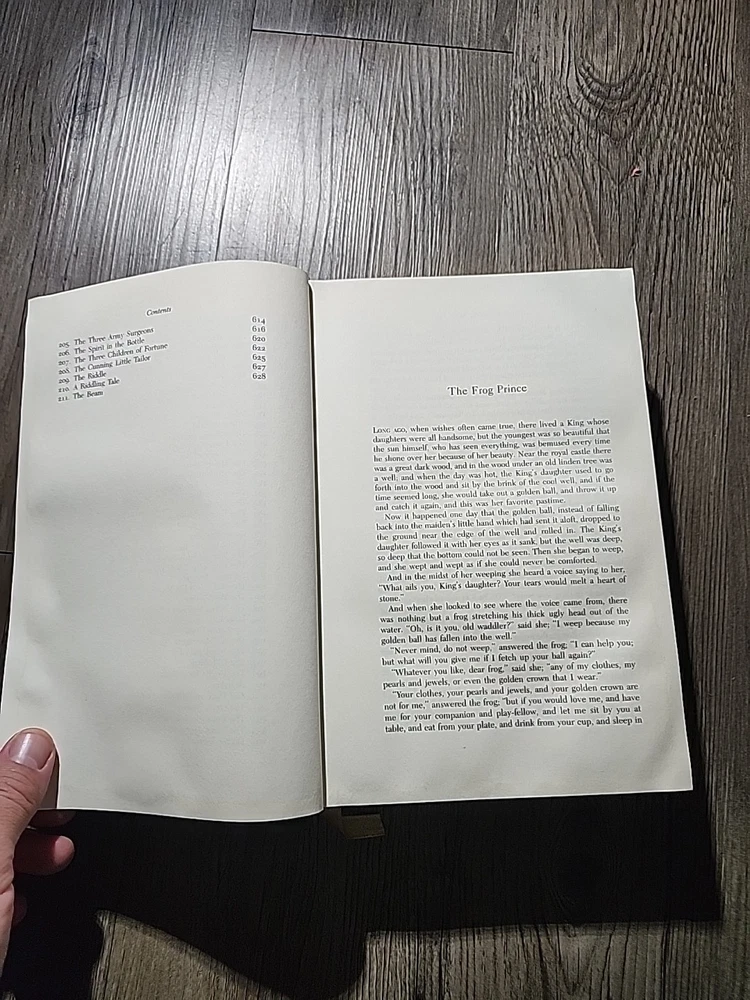 Contents
205. The Three Army Surgeons 614
206. The Spirit in the Bottle 616
207. The Three Children of Fortune 620
208. The Cunning Little Tailor 622
209. The Riddle 625
210. A Riddling Tale 627
211. The Beam 628
The Frog Prince
LONG AGO, when wishes often came true, there lived a King whose
daughters were all handsome, but the youngest was so beautiful that
the sun himself, who has seen everything, was bemused every time
he shone over her because of her beauty. Near the royal castle there
was a great dark wood, and in the wood under an old linden tree was
a well; and when the day was hot, the King's daughter used to go
forth into the wood and sit by the brink of the cool well, and if the
time seemed long, she would take out a golden ball, and throw it up
and catch it again, and this was her favorite pastime.
Now it happened one day that the golden ball, instead of falling
back into the maiden's little hand which had sent it aloft, dropped to
the ground near the edge of the well and rolled in. The King's
daughter followed it with her eyes as it sank, but the well was deep,
so deep that the bottom could not be seen. Then she began to weep,
and she wept and wept as if she could never be comforted.
And in the midst of her weeping she heard a voice saying to her,
"What ails you, King's daughter? Your tears would melt a heart of
stone."
And when she looked to see where the voice came from, there
was nothing but a frog stretching his thick ugly head out of the
water. "Oh, is it you, old waddler?" said she; "I weep because my
golden ball has fallen into the well."
"Never mind, do not weep," answered the frog; "I can help you;
but what will you give me if I fetch up your ball again?"
"Whatever you like, dear frog," said she; "any of my clothes, my
pearls and jewels, or even the golden crown that I wear."
"Your clothes, your pearls and jewels, and your golden crown are
not for me," answered the frog; "but if you would love me, and have
me for your companion and play-fellow, and let me sit by you at
table, and eat from your plate, and drink from your cup, and sleep in